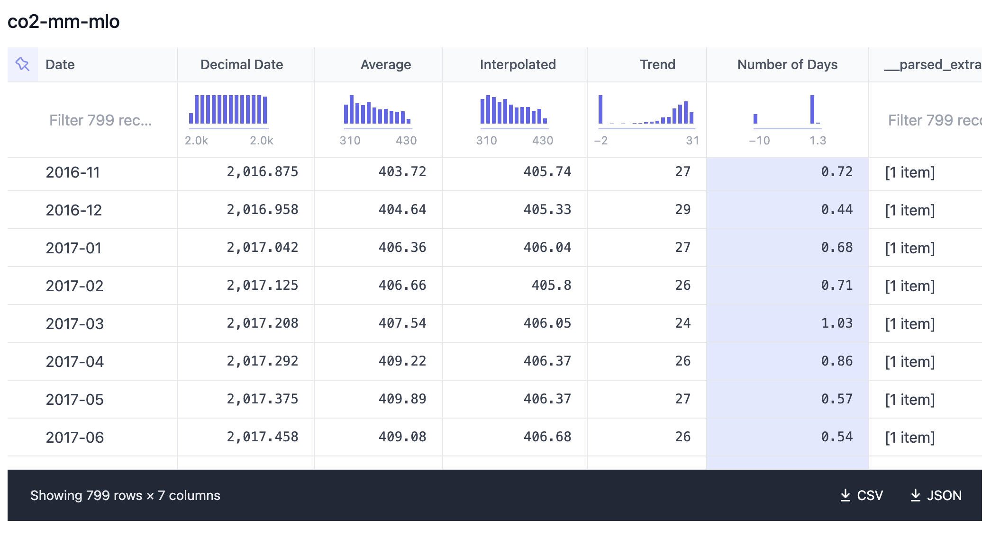 co2-mm-mlo
Date Decimal Date Average Interpolated Trend Number of Days __parsed_extra
Filter 799 rec... 2.0k 2.0k 310 430 310 430 −2 31 −10 1.3 Filter 799 reco
2016-11 2,016.875 403.72 405.74 27 0.72 [1 item]
2016-12 2,016.958 404.64 405.33 29 0.44 [1 item]
2017-01 2,017.042 406.36 406.04 27 0.68 [1 item]
2017-02 2,017.125 406.66 405.8 26 0.71 [1 item]
2017-03 2,017.208 407.54 406.05 24 1.03 [1 item]
2017-04 2,017.292 409.22 406.37 26 0.86 [1 item]
2017-05 2,017.375 409.89 406.37 27 0.57 [1 item]
2017-06 2,017.458 409.08 406.68 26 0.54 [1 item]
Showing 799 rows × 7 columns CSV JSON